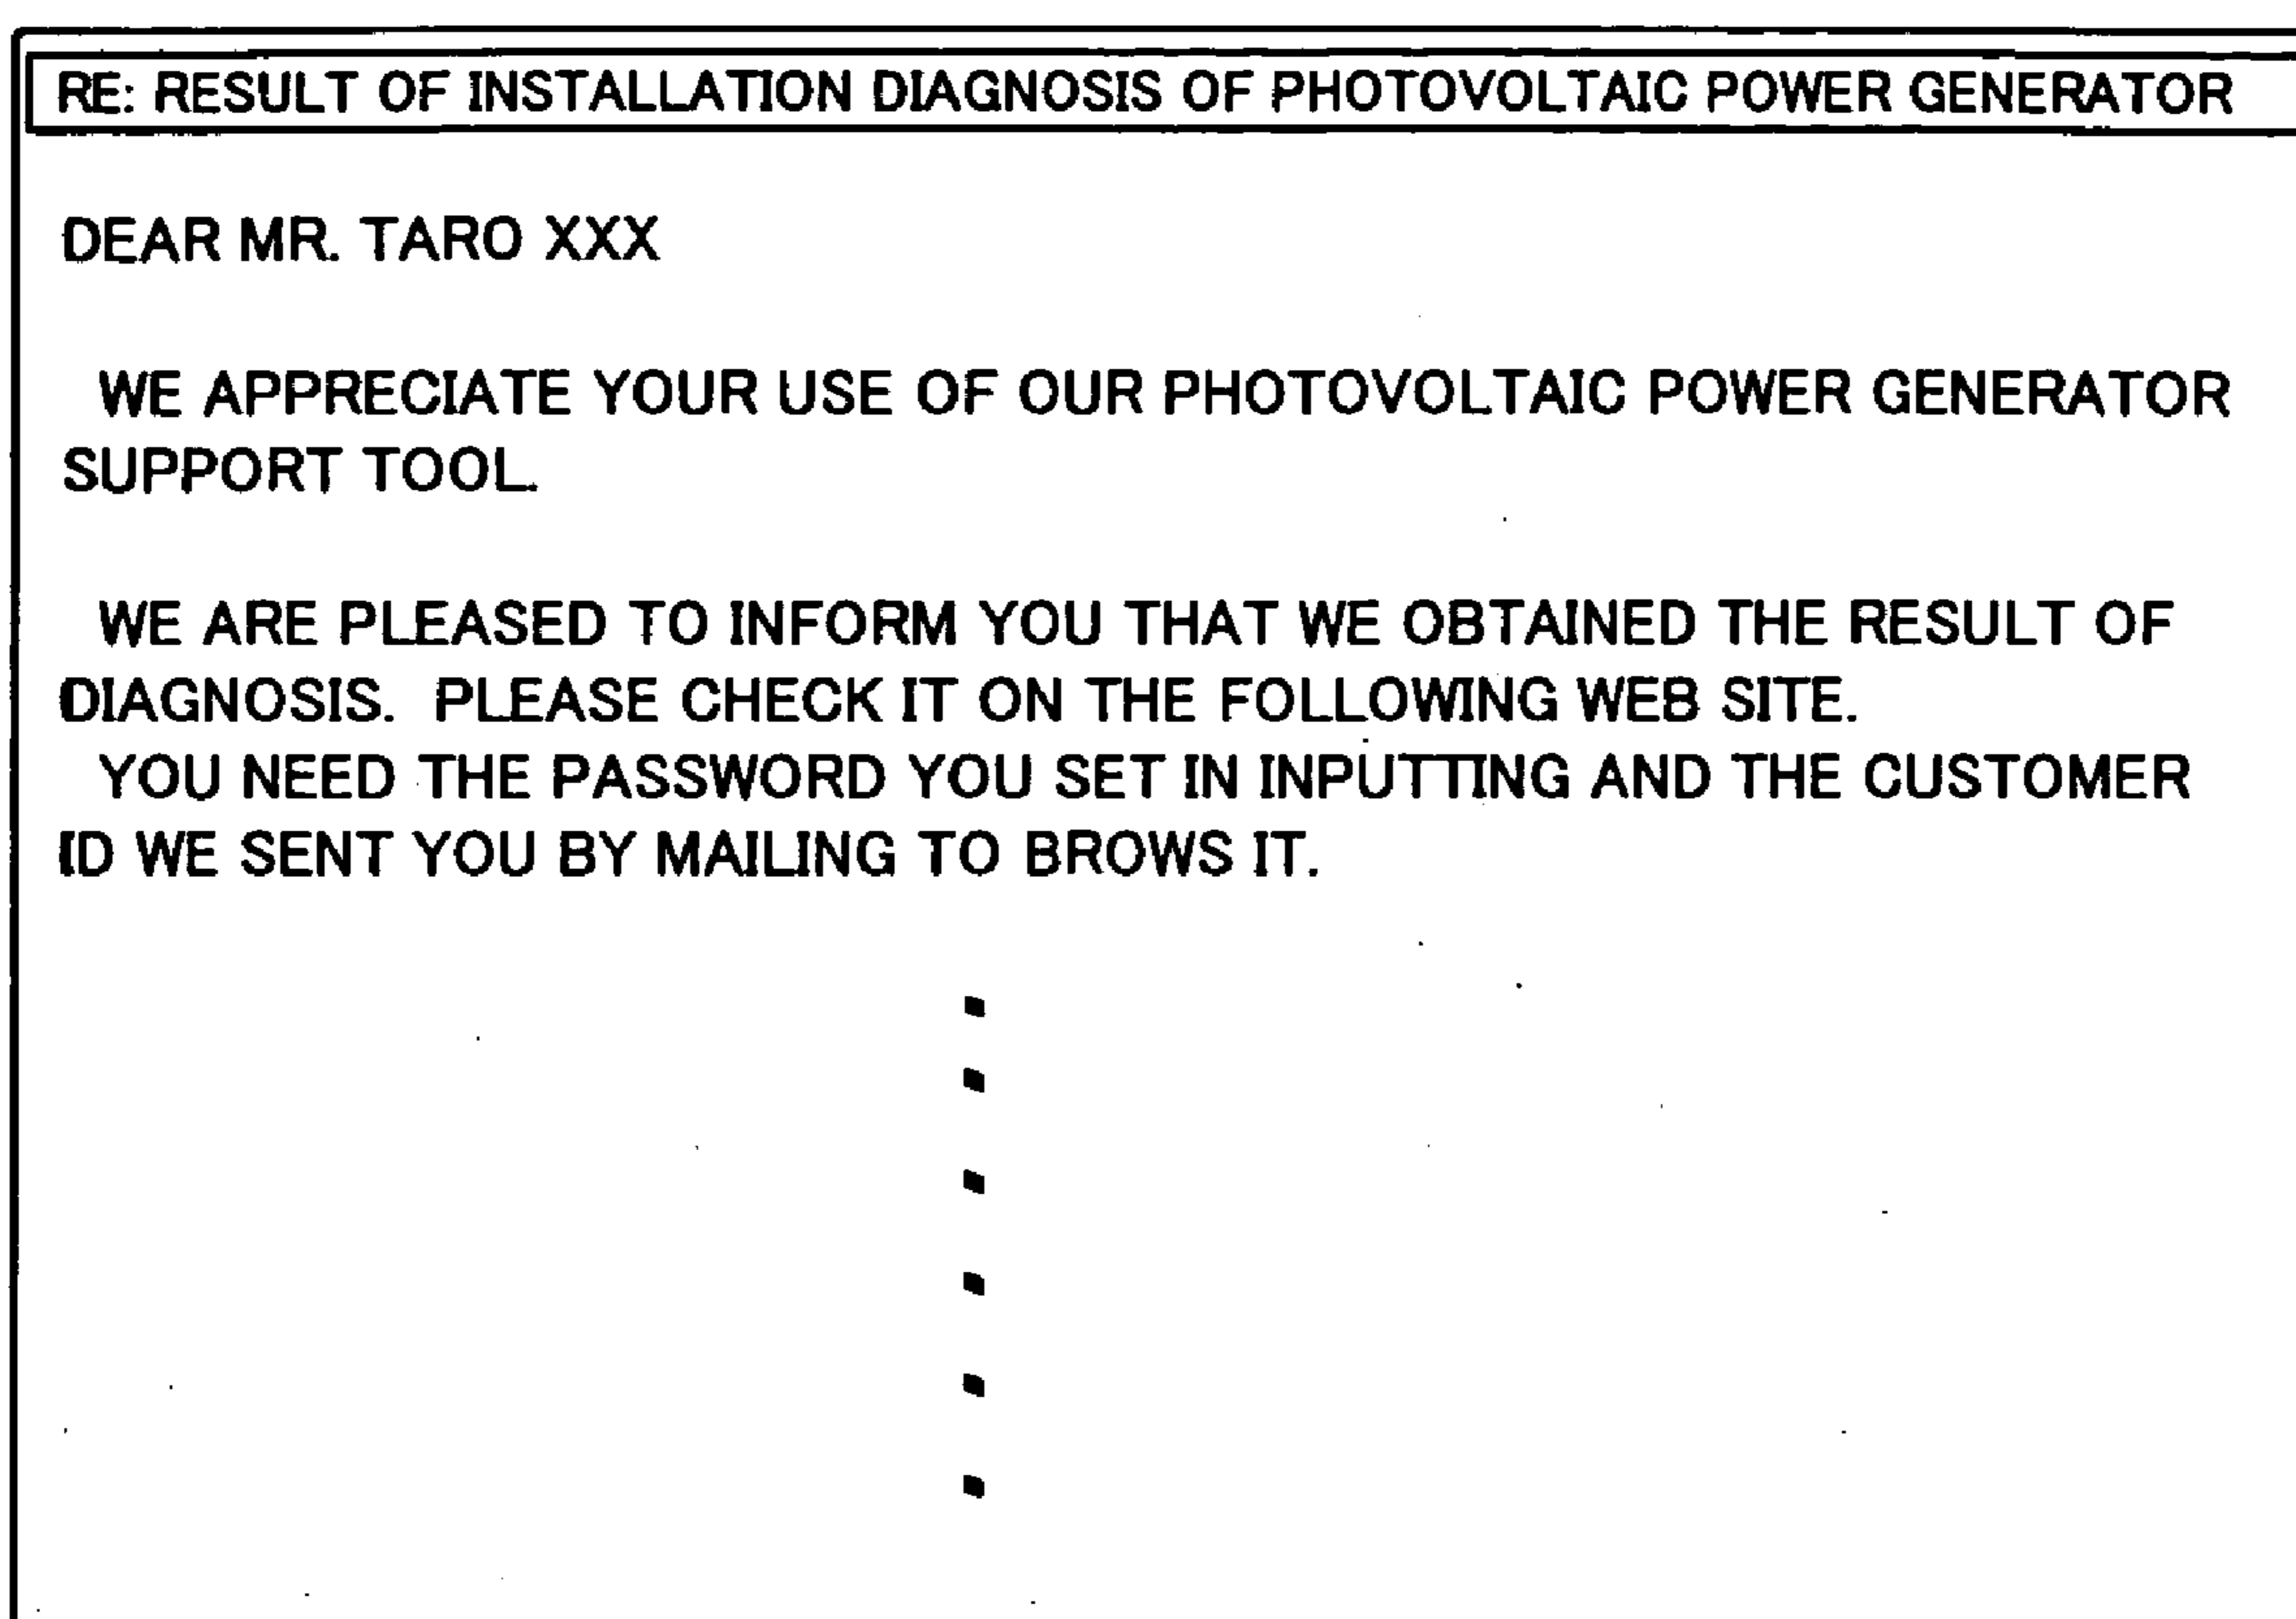 RE: RESULT OF INSTALLATION DIAGNOSIS OF PHOTOVOLTAIC POWER GENERATOR
DEAR MR. TARO XXX
WE APPRECIATE YOUR USE OF OUR PHOTOVOLTAIC POWER GENERATOR
SUPPORT TOOL.
WE ARE PLEASED TO INFORM YOU THAT WE OBTAINED THE RESULT OF
DIAGNOSIS. PLEASE CHECK IT ON THE FOLLOWING WEB SITE.
YOU NEED THE PASSWORD YOU SET IN INPUTTING AND THE CUSTOMER
ID WE SENT YOU BY MAILING TO BROWS IT.